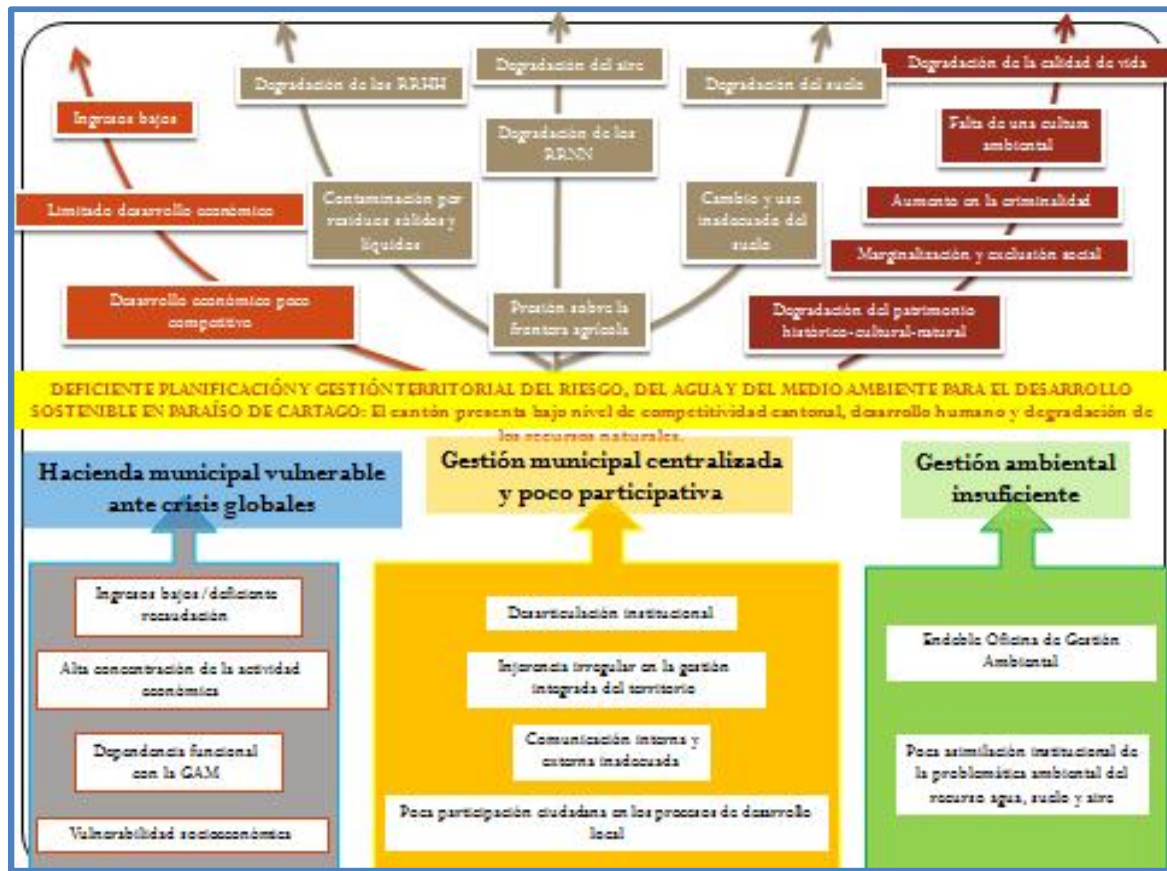 Degradación del aire
Degradación de la calidad de vida
Degradación de los RRHH
Degradación del suelo
Ingresos bajos
Degradación de los
RRNN
Falta de una cultura
ambiental
Limitado desarrollo económico
Contaminación por
residuos sólidos y
líquidos
Cambio y uso
inadecuado del
suelo
Aumento en la criminalidad
Marginalización y exclusión social
Desarrollo económico poco
competitivo
Presión sobre la
frontera agrícola
Degradación del patrimonio
histórico-cultural-natural
DEFICIENTE PLANIFICACIÓN Y GESTIÓN TERRITORIAL DEL RIESGO, DEL AGUA Y DEL MEDIO AMBIENTE PARA EL DESARROLLO
SOSTENIBLE EN PARAÍSO DE CARTAGO: El cantón presenta bajo nivel de competitividad cantonal, desarrollo humano y degradación de
los recursos naturales.
Hacienda municipal vulnerable
ante crisis globales
Gestión municipal centralizada
y poco participativa
Gestión ambiental
insuficiente
Ingresos bajos / deficiente
recaudación
Alta concentración de la actividad
económica
Dependencia funcional
con la GAM
Vulnerabilidad socioeconómica
Desarticulación institucional
Injerencia irregular en la gestión
integrada del territorio
Comunicación interna y
externa inadecuada
Poca participación ciudadana en los procesos de desarrollo
local
Endeble Oficina de Gestión
Ambiental
Poca asimilación institucional de
la problemática ambiental del
recurso agua, suelo y aire